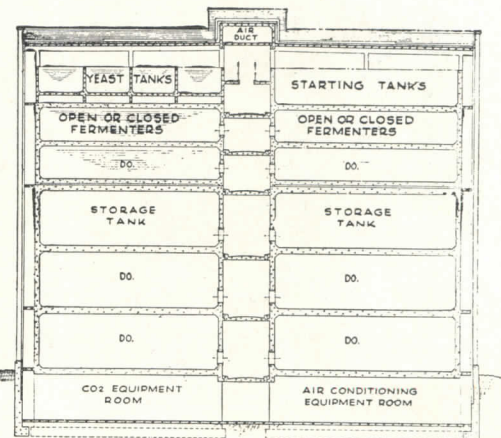 AIR
DUCT
YEAST TANKS
STARTING TANKS
OPEN OR CLOSED
FERMENTERS
OPEN OR CLOSED
FERMENTERS
DO.
DO.
STORAGE
TANK
STORAGE
TANK
DO.
DO.
DO.
DO.
CO2 EQUIPMENT
ROOM
AIR CONDITIONING
EQUIPMENT ROOM